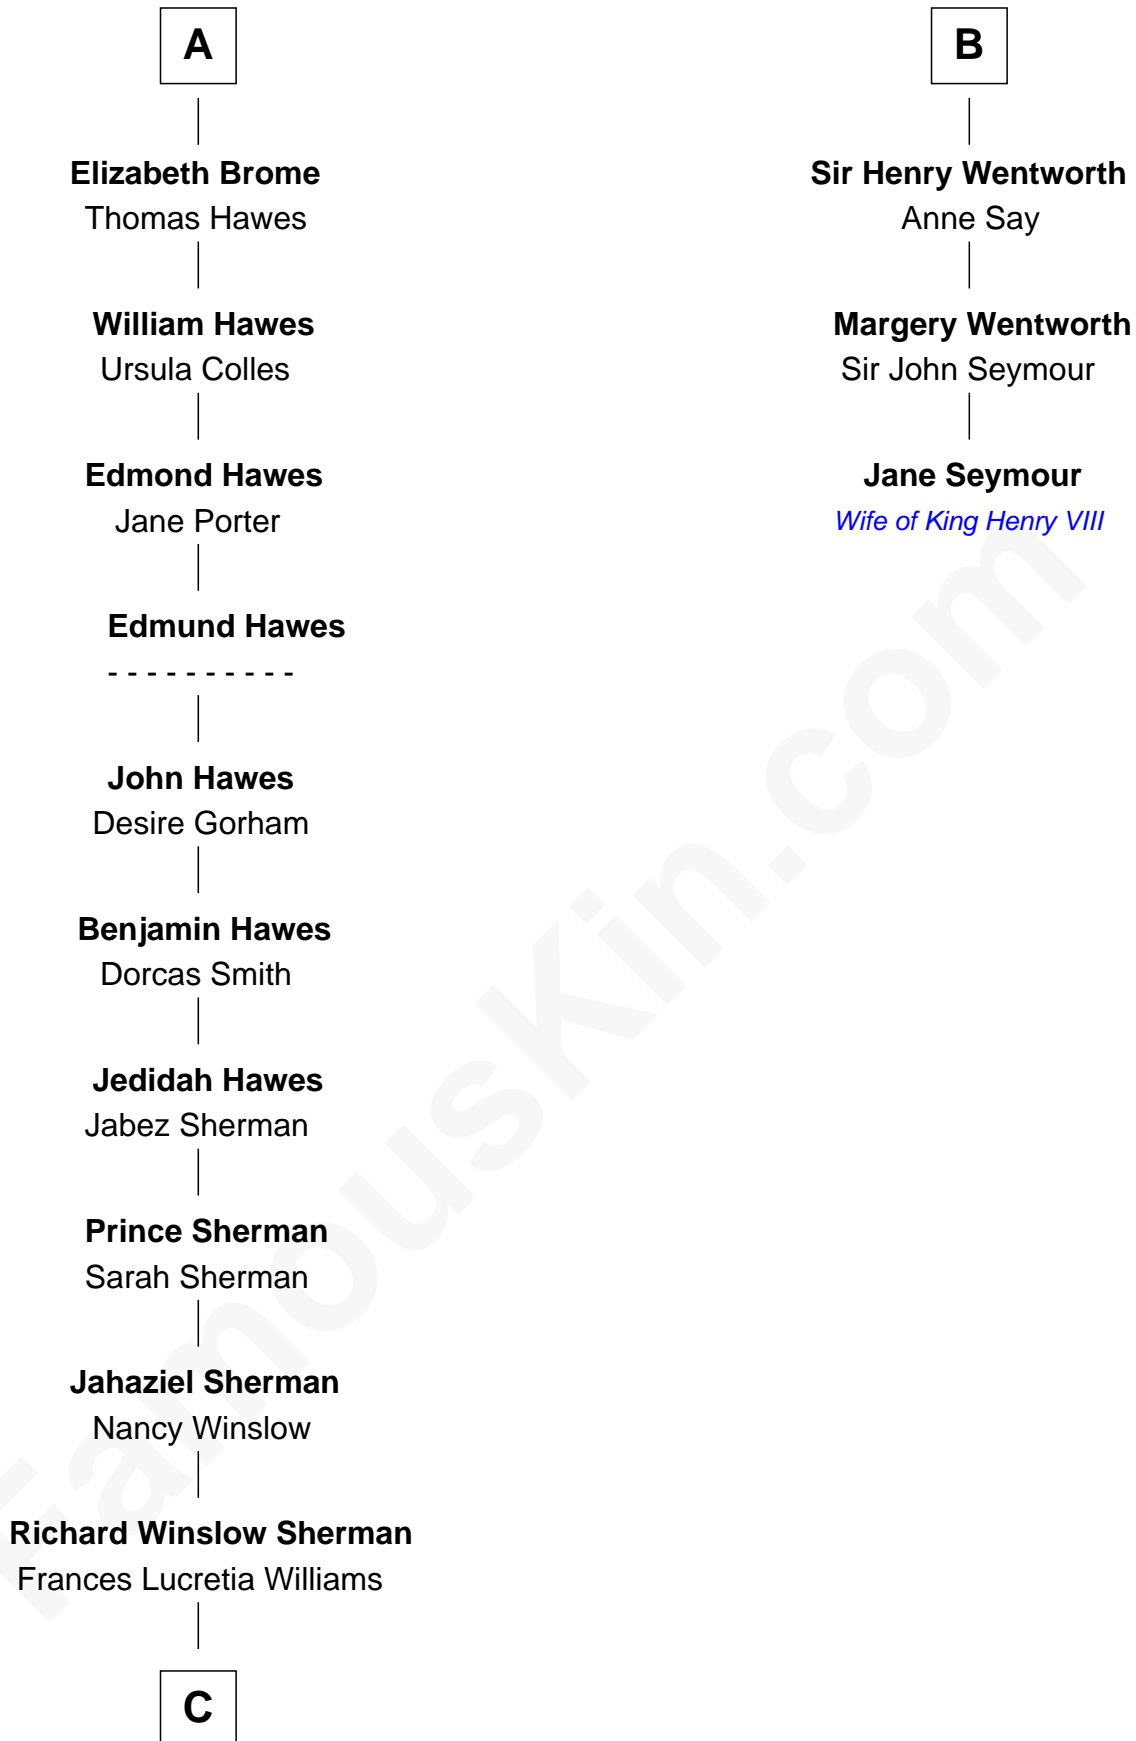 A
Elizabeth Brome
Thomas Hawes
William Hawes
Ursula Colles
Edmond Hawes
Jane Porter
Edmund Hawes
- - - - - - - - - -
John Hawes
Desire Gorham
Benjamin Hawes
Dorcas Smith
Jedidah Hawes
Jabez Sherman
Prince Sherman
Sarah Sherman
Jahaziel Sherman
Nancy Winslow
Richard Winslow Sherman
Frances Lucretia Williams
C
B
Sir Henry Wentworth
Anne Say
Margery Wentworth
Sir John Seymour
Jane Seymour
Wife of King Henry VIII
FamousKin.com